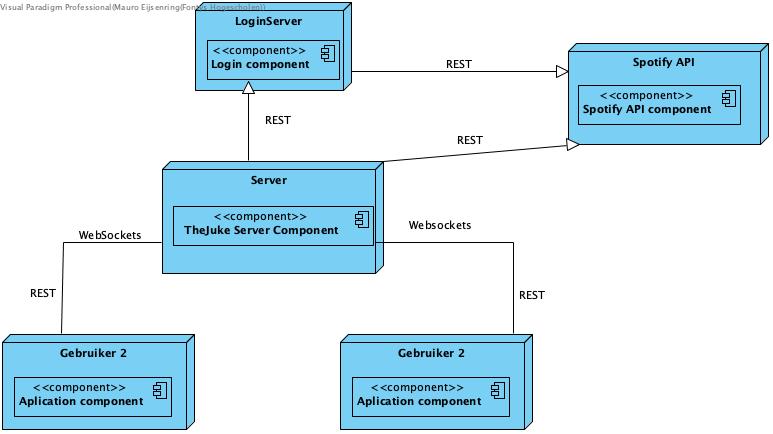 Visual Paradigm Professional(Mauro Eijsenring(Fontys Hogescholen))
LoginServer
<<component>>
Login component
REST
Spotify API
<<component>>
Spotify API component
REST
REST
Server
<<component>>
TheJuke Server Component
WebSockets
Websockets
REST
REST
Gebruiker 2
<<component>>
Aplication component
Gebruiker 2
<<component>>
Aplication component